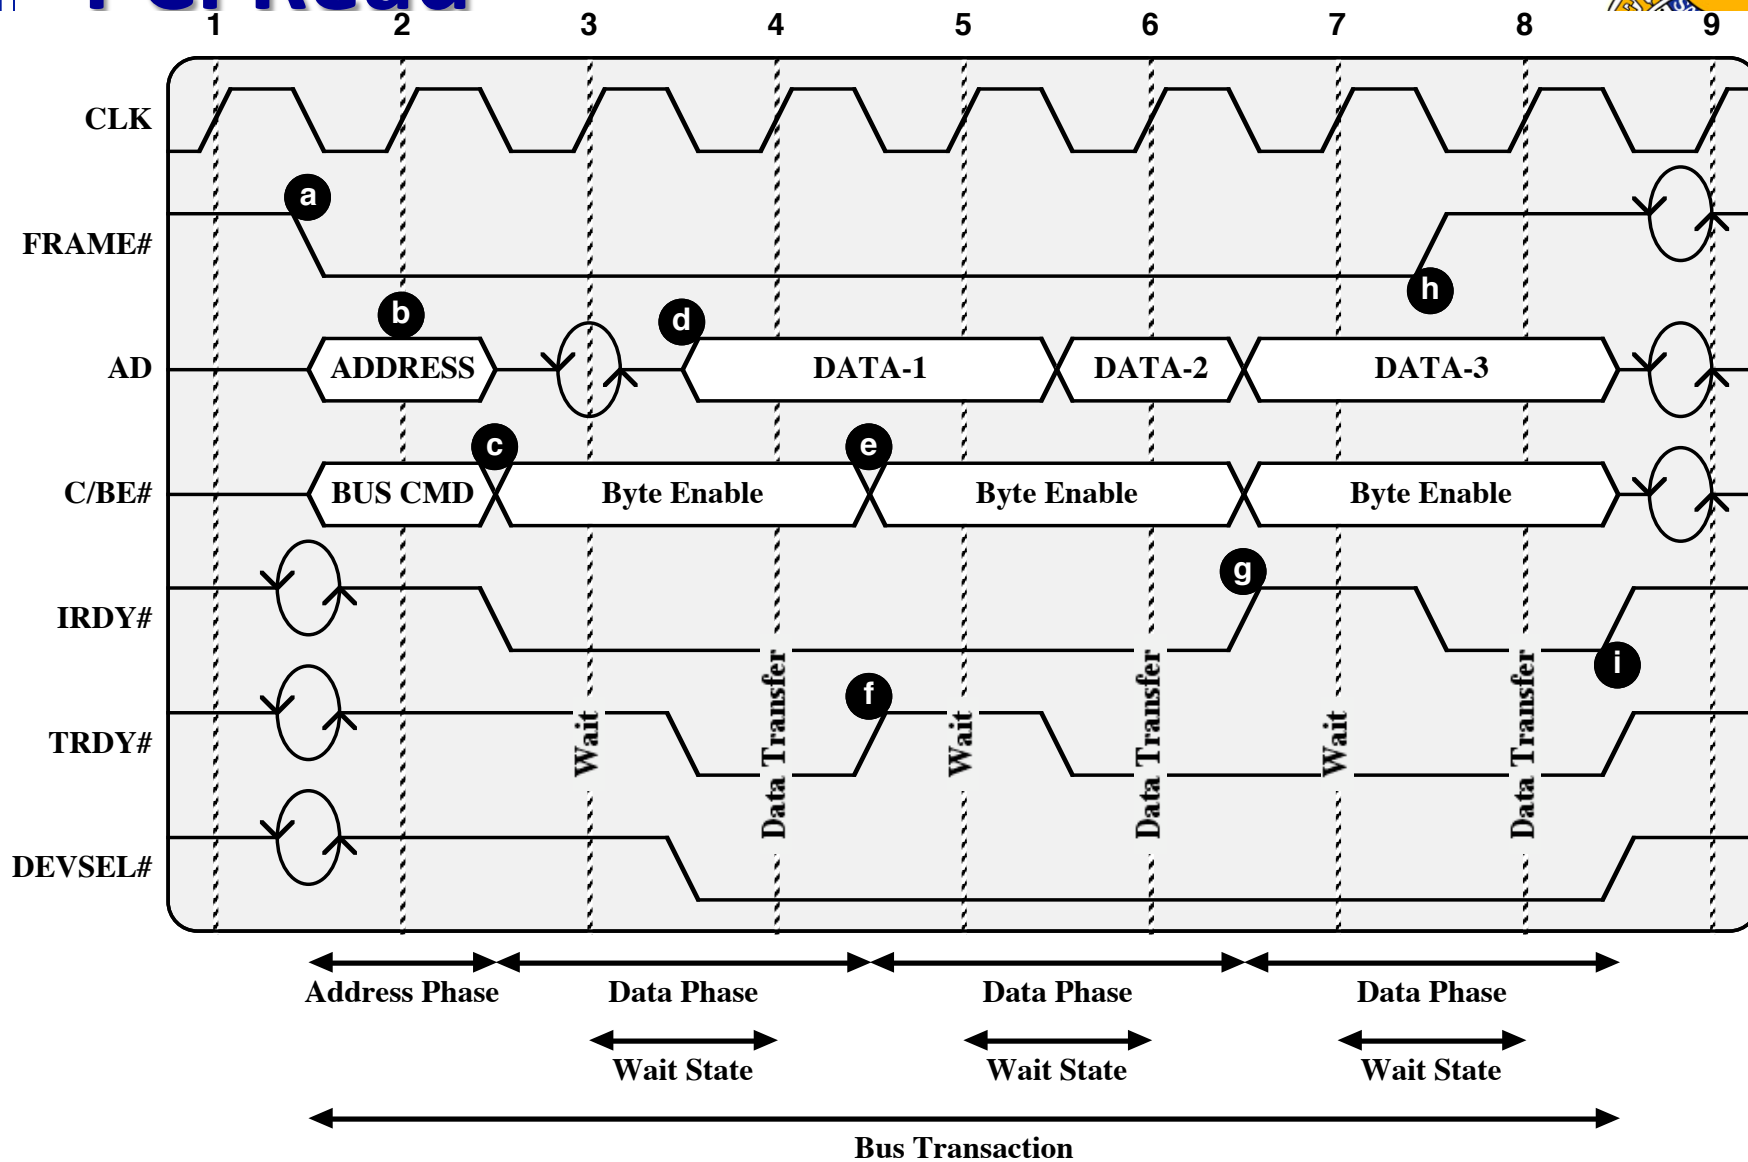 PCI Read
1 2 3 4 5 6 7 8 9
CLK
a
FRAME#
h
b
d
AD ADDRESS DATA-1 DATA-2 DATA-3
c e
C/BE# BUS CMD Byte Enable Byte Enable Byte Enable
g
IRDY#
i
f
TRDY#
Wait Data Transfer Wait Data Transfer Wait Data Transfer
DEVSEL#
Address Phase Data Phase Data Phase Data Phase
Wait State Wait State Wait State
Bus Transaction